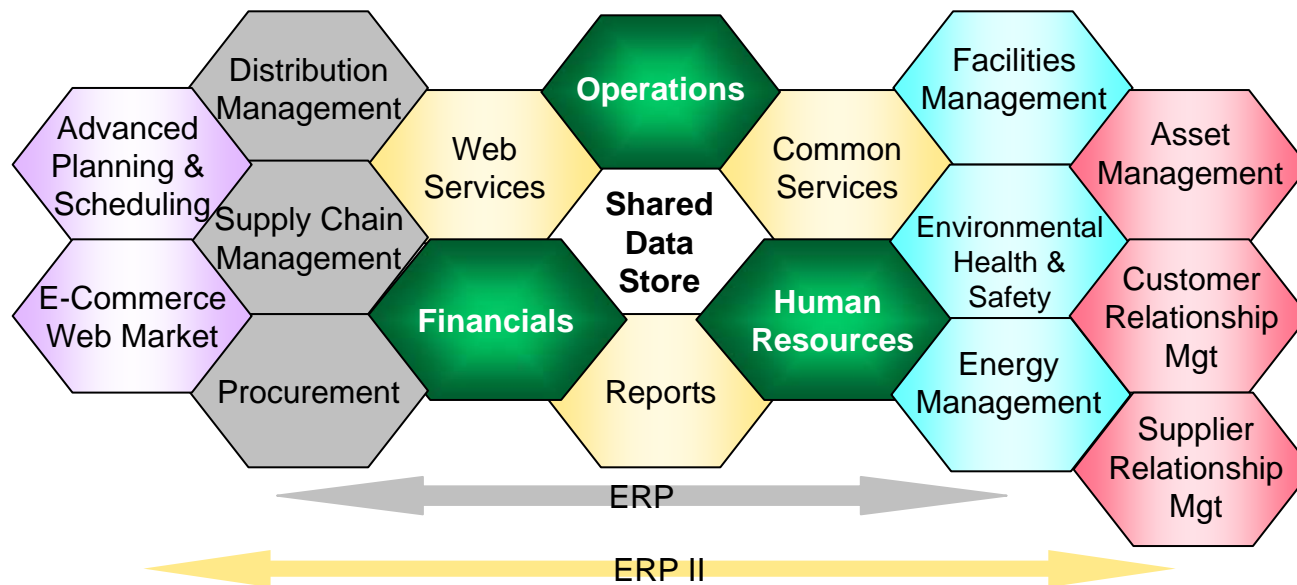 Distribution
Management
Operations
Facilities
Management
Advanced
Planning &
Scheduling
Web
Services
Common
Services
Asset
Management
Supply Chain
Management
Shared
Data
Store
Environmental
Health &
Safety
E-Commerce
Web Market
Financials
Human
Resources
Customer
Relationship
Mgt
Procurement
Reports
Energy
Management
Supplier
Relationship
Mgt
ERP
ERP II